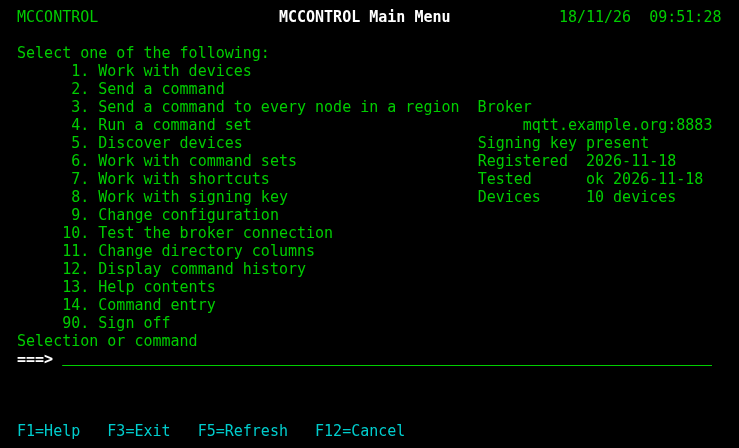 MCCONTROL MCCONTROL Main Menu 18/11/26 09:51:28
Select one of the following:
1. Work with devices
2. Send a command
3. Send a command to every node in a region Broker
4. Run a command set mqtt.example.org:8883
5. Discover devices Signing key present
6. Work with command sets Registered 2026-11-18
7. Work with shortcuts Tested ok 2026-11-18
8. Work with signing key Devices 10 devices
9. Change configuration
10. Test the broker connection
11. Change directory columns
12. Display command history
13. Help contents
14. Command entry
90. Sign off
Selection or command
===> ________________________________________________________________________
F1=Help F3=Exit F5=Refresh F12=Cancel